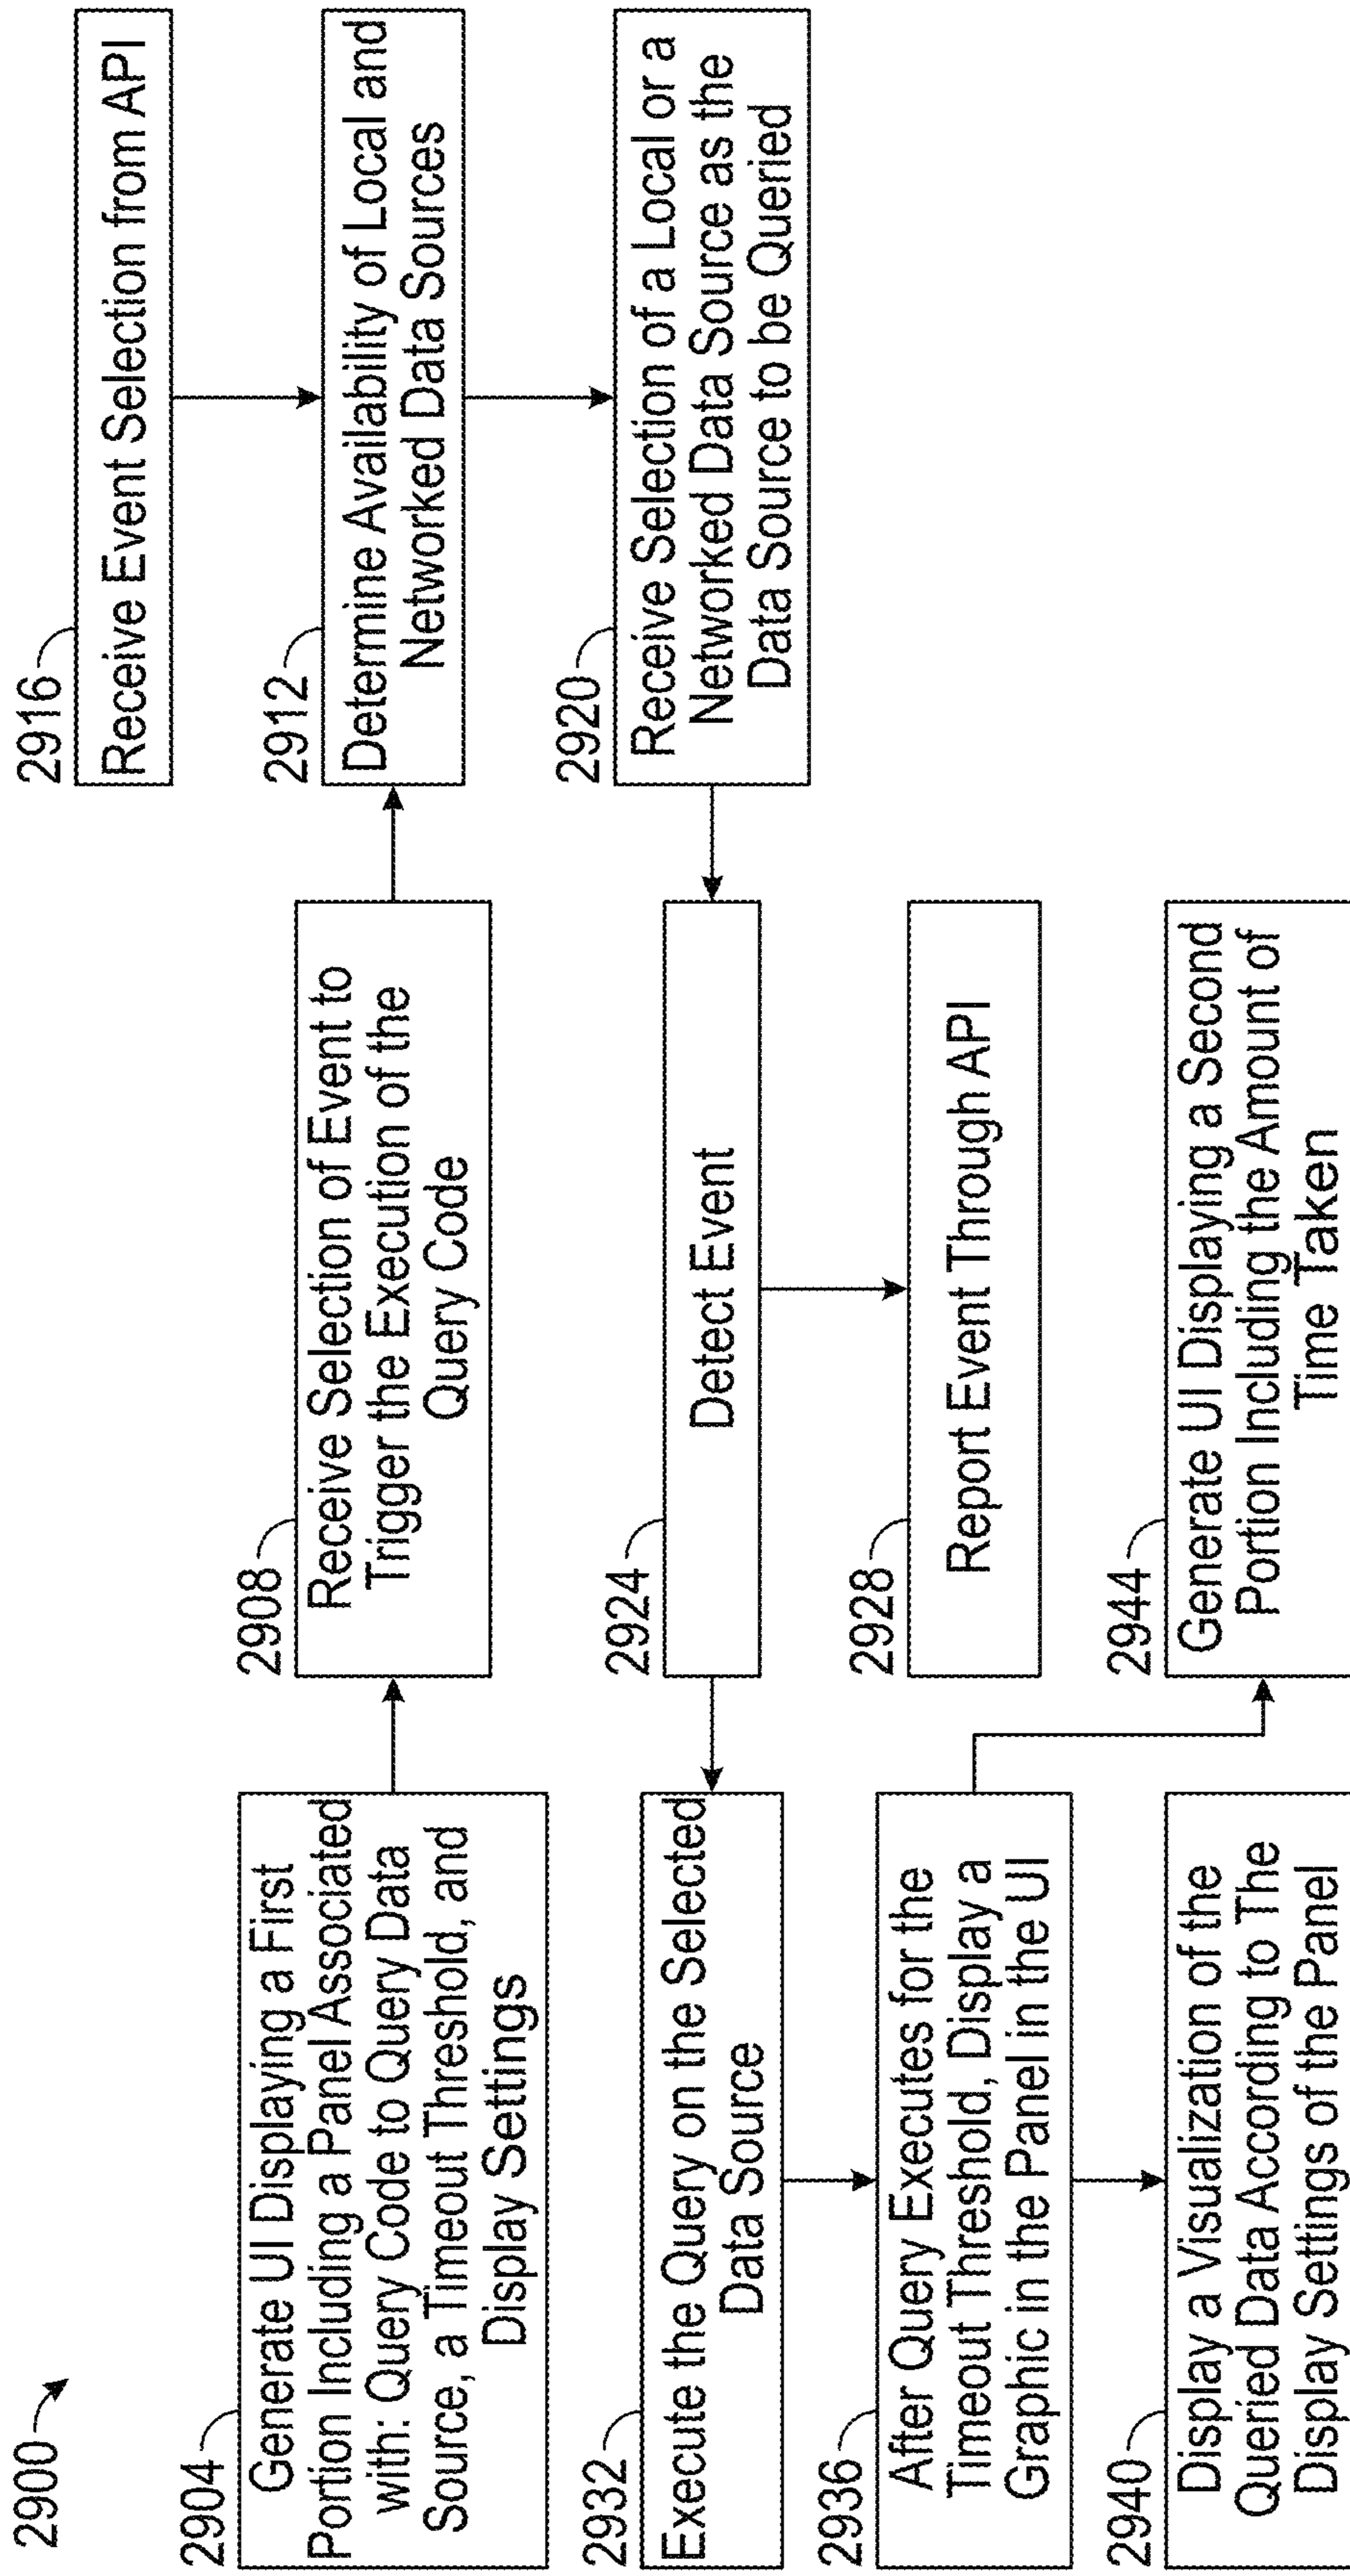 2900
2904
Generate UI Displaying a First
Portion Including a Panel Associated
with: Query Code to Query Data
Source, a Timeout Threshold, and
Display Settings
2908
Receive Selection of Event to
Trigger the Execution of the
Query Code
2916
Receive Event Selection from API
2912
Determine Availability of Local and
Networked Data Sources
2920
Receive Selection of a Local or a
Networked Data Source as the
Data Source to be Queried
2924
Detect Event
2928
Report Event Through API
2932
Execute the Query on the Selected
Data Source
2936
After Query Executes for the
Timeout Threshold, Display a
Graphic in the Panel in the UI
2940
Display a Visualization of the
Queried Data According to The
Display Settings of the Panel
2944
Generate UI Displaying a Second
Portion Including the Amount of
Time Taken